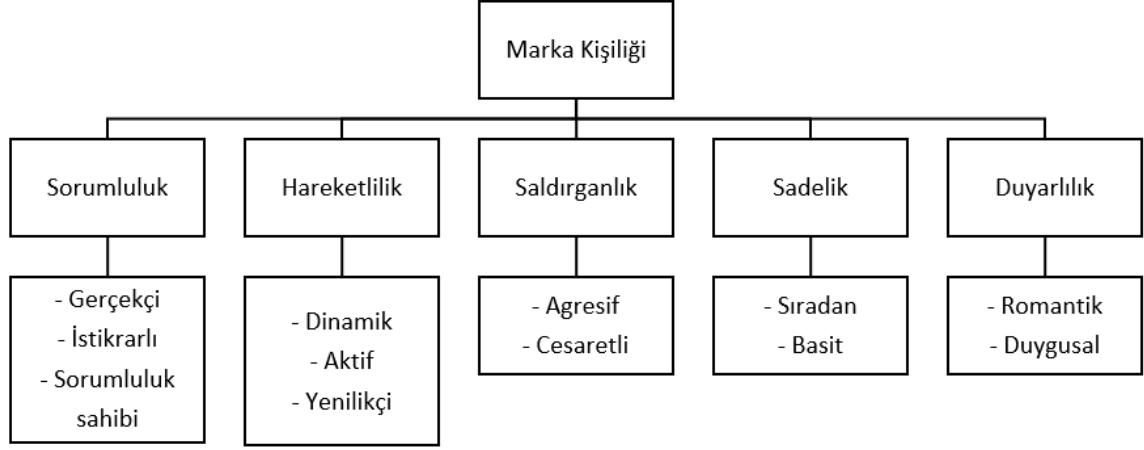 Marka Kişiliği
Sorumluluk
Hareketlilik
Saldırganlık
Sadelik
Duyarlılık
- Gerçekçi
- İstikrarlı
- Sorumluluk
sahibi
- Dinamik
- Aktif
- Yenilikçi
- Agresif
- Cesaretli
- Sıradan
- Basit
- Romantik
- Duygusal